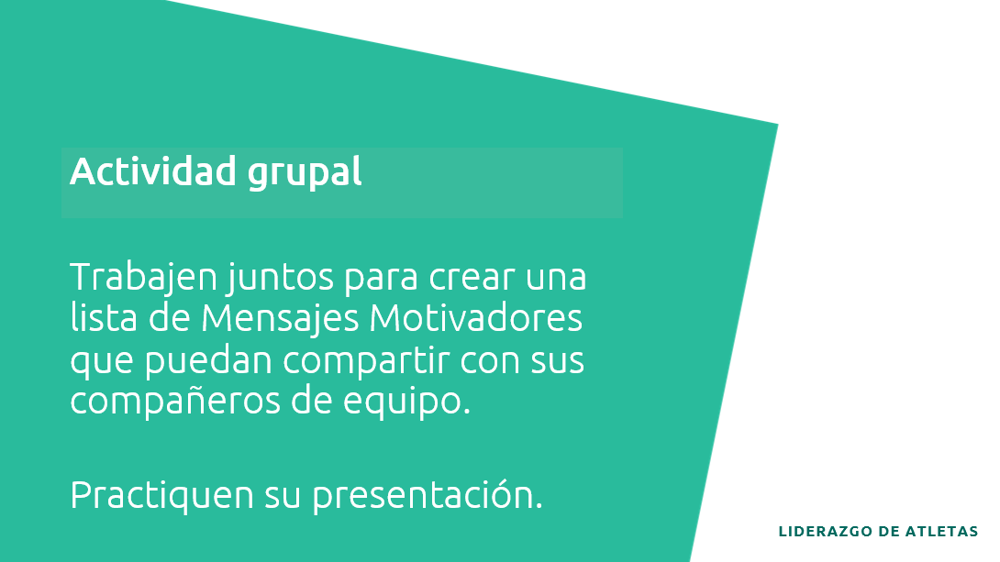 Actividad grupal
Trabajen juntos para crear una
lista de Mensajes Motivadores
que puedan compartir con sus
compañeros de equipo.
Practiquen su presentación.
LIDERAZGO DE ATLETAS